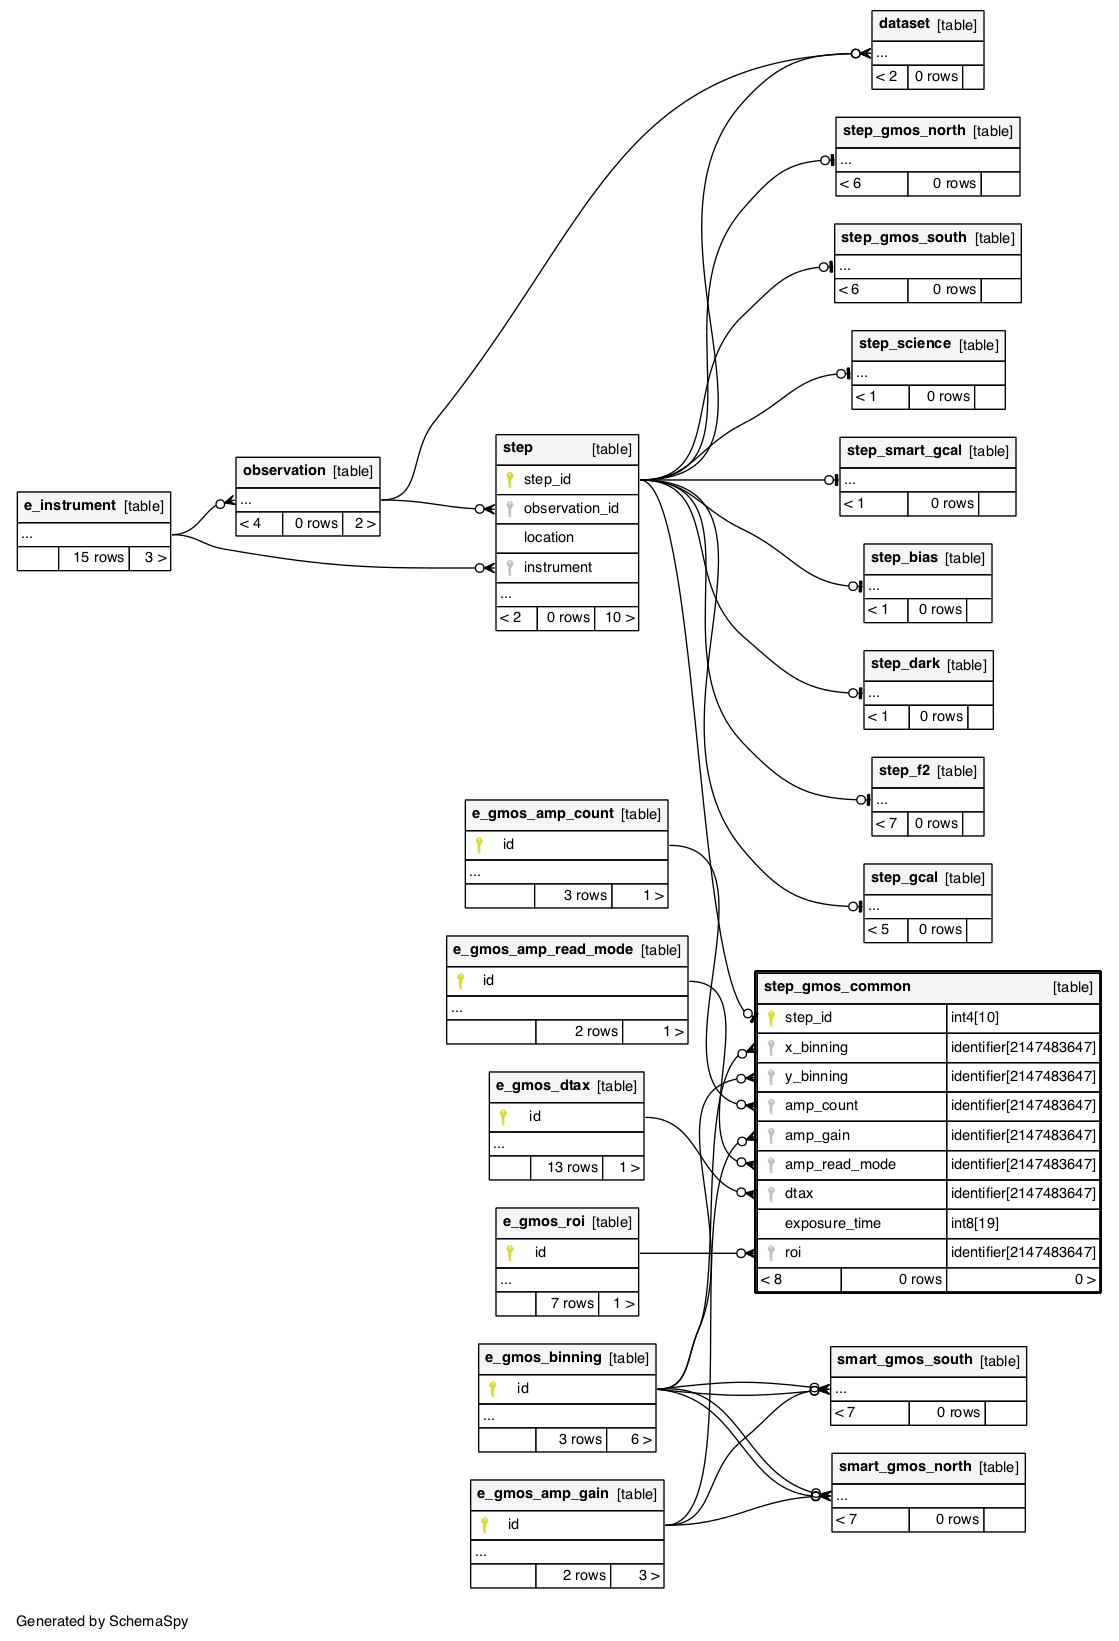 dataset [table]
...
< 2 0 rows
step_gmos_north [table]
...
< 6 0 rows
step_gmos_south [table]
...
< 6 0 rows
step_science [table]
...
< 1 0 rows
step_smart_gcal [table]
...
< 1 0 rows
step_bias [table]
...
< 1 0 rows
step_dark [table]
...
< 1 0 rows
step_f2 [table]
...
< 7 0 rows
step_gcal [table]
...
< 5 0 rows
e_instrument [table]
...
15 rows 3 >
observation [table]
...
< 4 0 rows 2 >
step [table]
step_id
observation_id
location
instrument
...
< 2 0 rows 10 >
e_gmos_amp_count [table]
id
...
3 rows 1 >
e_gmos_amp_read_mode [table]
id
...
2 rows 1 >
e_gmos_dtax [table]
id
...
13 rows 1 >
e_gmos_roi [table]
id
...
7 rows 1 >
e_gmos_binning [table]
id
...
3 rows 6 >
e_gmos_amp_gain [table]
id
...
2 rows 3 >
step_gmos_common [table]
step_id int4[10]
x_binning identifier[2147483647]
y_binning identifier[2147483647]
amp_count identifier[2147483647]
amp_gain identifier[2147483647]
amp_read_mode identifier[2147483647]
dtax identifier[2147483647]
exposure_time int8[19]
roi identifier[2147483647]
< 8 0 rows 0 >
smart_gmos_south [table]
...
< 7 0 rows
smart_gmos_north [table]
...
< 7 0 rows
Generated by SchemaSpy